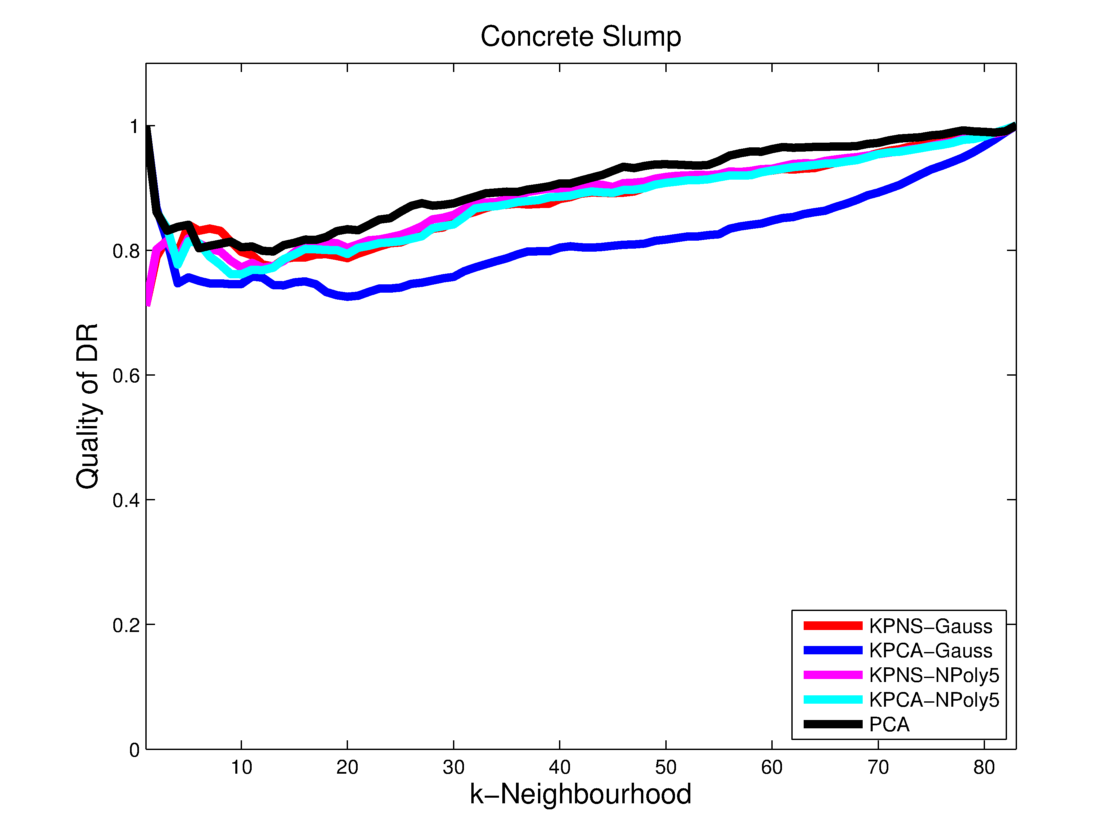 Concrete Slump
Quality of DR
1
0.8
0.6
0.4
0.2
0
10 20 30 40 50 60 70 80
k−Neighbourhood
KPNS−Gauss
KPCA−Gauss
KPNS−NPoly5
KPCA−NPoly5
PCA